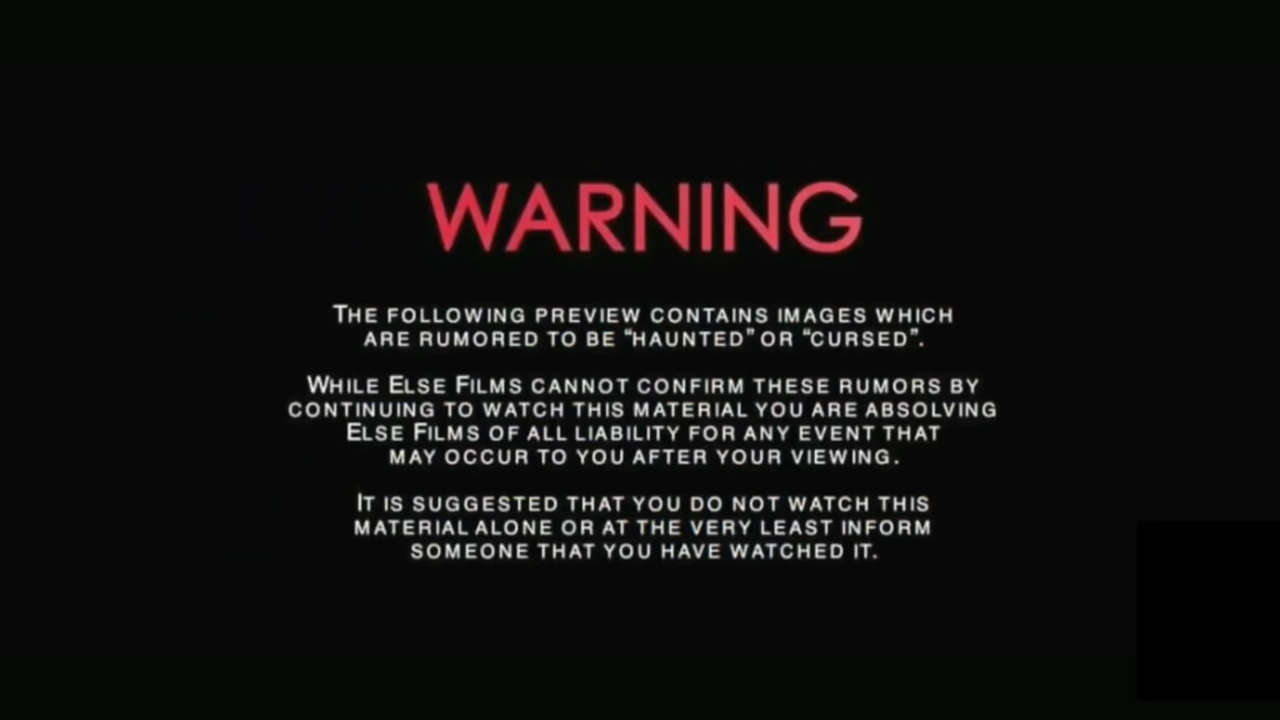 WARNING
THE FOLLOWING PREVIEW CONTAINS IMAGES WHICH
ARE RUMORED TO BE “HAUNTED” OR “CURSED”.
WHILE ELSE FILMS CANNOT CONFIRM THESE RUMORS BY
CONTINUING TO WATCH THIS MATERIAL YOU ARE ABSOLVING
ELSE FILMS OF ALL LIABILITY FOR ANY EVENT THAT
MAY OCCUR TO YOU AFTER YOUR VIEWING.
IT IS SUGGESTED THAT YOU DO NOT WATCH THIS
MATERIAL ALONE OR AT THE VERY LEAST INFORM
SOMEONE THAT YOU HAVE WATCHED IT.